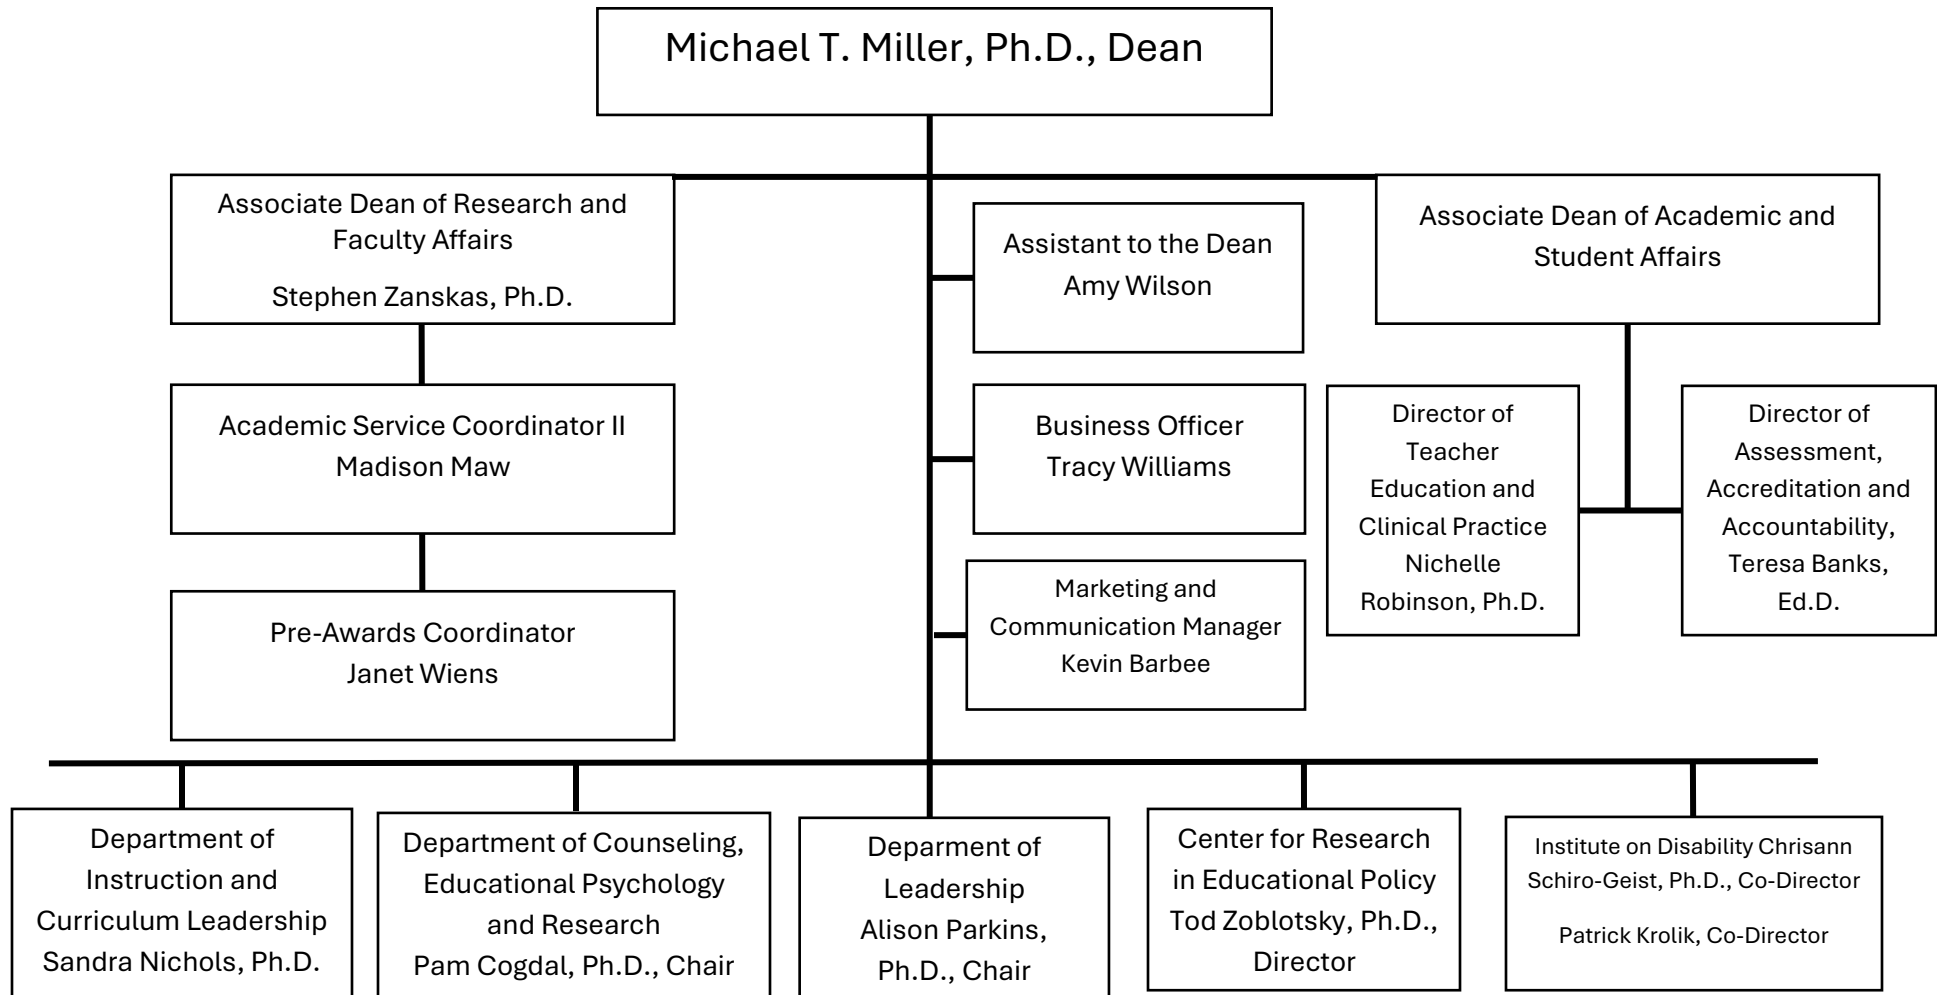 Michael T. Miller, Ph.D., Dean
Associate Dean of Research and
Faculty Affairs
Stephen Zanskas, Ph.D.
Assistant to the Dean
Amy Wilson
Associate Dean of Academic and
Student Affairs
Academic Service Coordinator II
Madison Maw
Business Officer
Tracy Williams
Director of
Teacher
Education and
Clinical Practice
Nichelle
Robinson, Ph.D.
Director of
Assessment,
Accreditation and
Accountability,
Teresa Banks,
Ed.D.
Pre-Awards Coordinator
Janet Wiens
Marketing and
Communication Manager
Kevin Barbee
Department of
Instruction and
Curriculum Leadership
Sandra Nichols, Ph.D.
Department of Counseling,
Educational Psychology
and Research
Pam Cogdal, Ph.D., Chair
Deparment of
Leadership
Alison Parkins,
Ph.D., Chair
Center for Research
in Educational Policy
Tod Zoblotsky, Ph.D.,
Director
Institute on Disability Chrisann
Schiro-Geist, Ph.D., Co-Director
Patrick Krolik, Co-Director